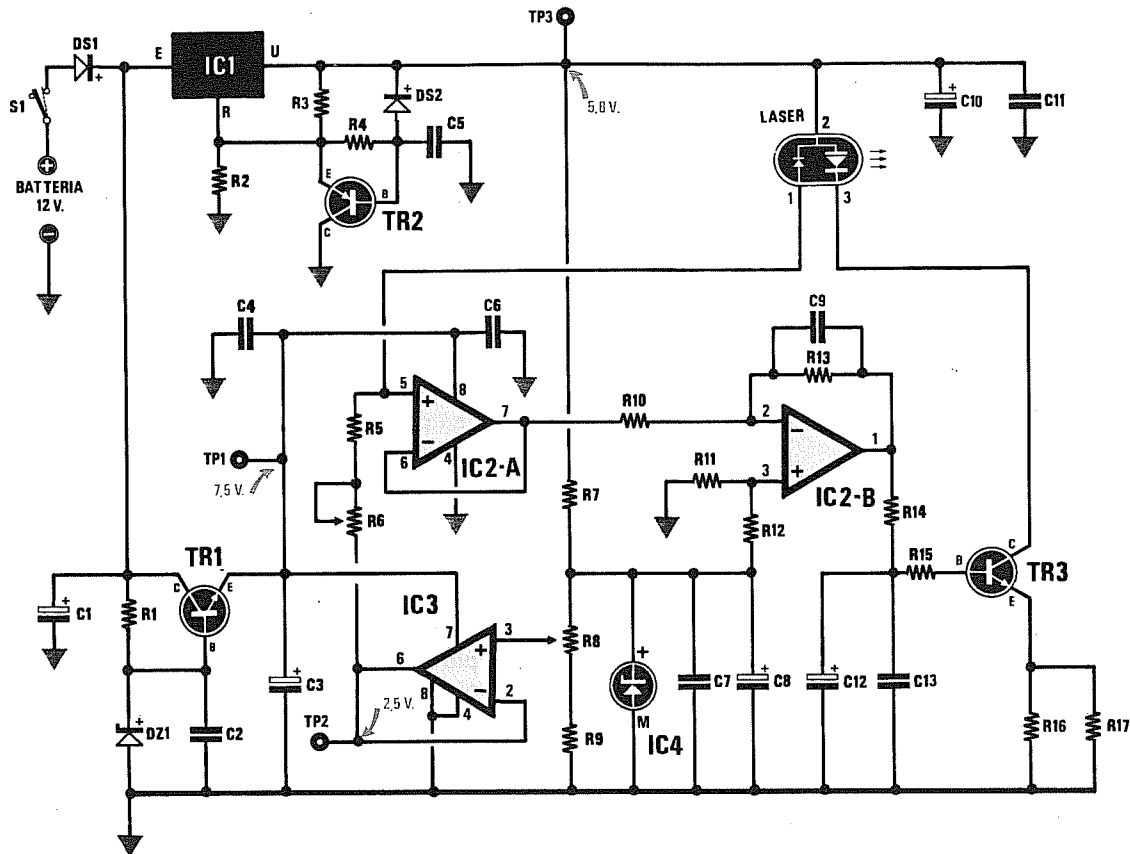 TP3
DS1
+
E
IC1
U
S1
R
R3
+
DS2
5,8 V.
+
C10
C11
R4
C5
LASER
2
1
3
BATTERIA
12 V.
R2
E
B
C
TR2
C4
C6
C9
R13
5
+
8
7
−
6
4
IC2-A
R5
R6
R10
2
−
1
3
+
IC2-B
R11
R12
R14
TP1
7,5 V.
R7
TR1
C
E
B
R15
B
C
E
TR3
+
C1
R1
IC3
7
3
+
6
−
2
8
4
R8
+
M
IC4
C7
+
C8
+
C12
C13
+
C3
2,5 V.
TP2
+
DZ1
C2
R9
R16
R17